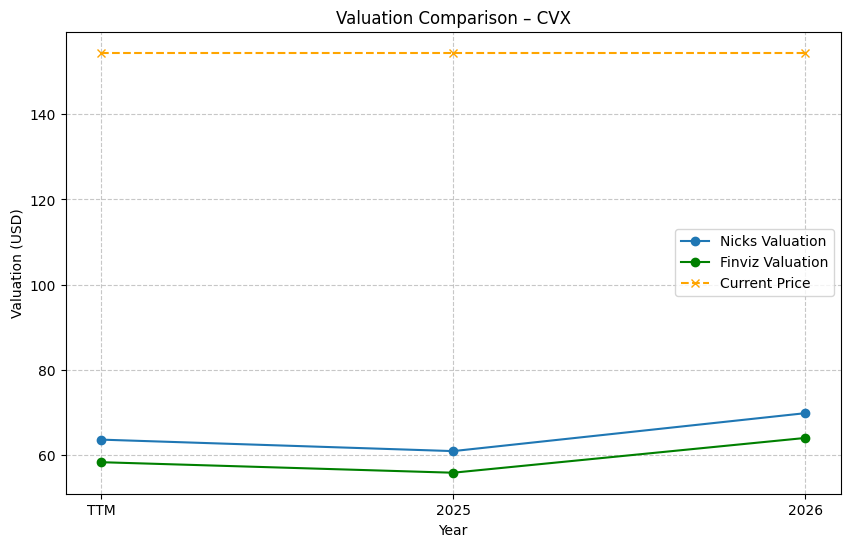 Valuation Comparison – CVX
Valuation (USD)
140
120
100
80
60
Nicks Valuation
Finviz Valuation
Current Price
TTM
2025
2026
Year